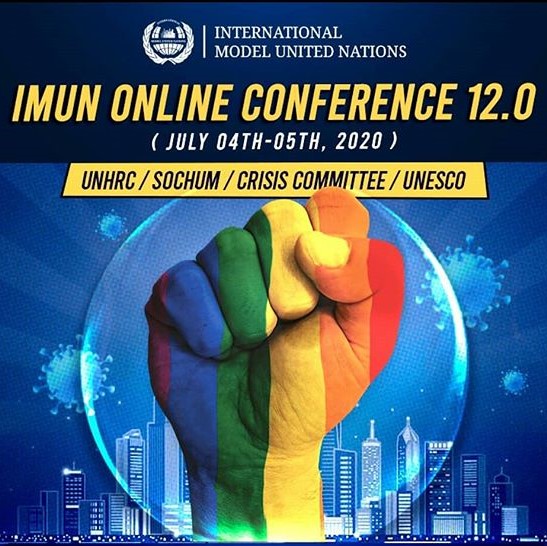 INTERNATIONAL
MODEL UNITED NATIONS
IMUN ONLINE CONFERENCE 12.0
( JULY 04TH-05TH, 2020 )
UNHRC / SOCHUM / CRISIS COMMITTEE / UNESCO